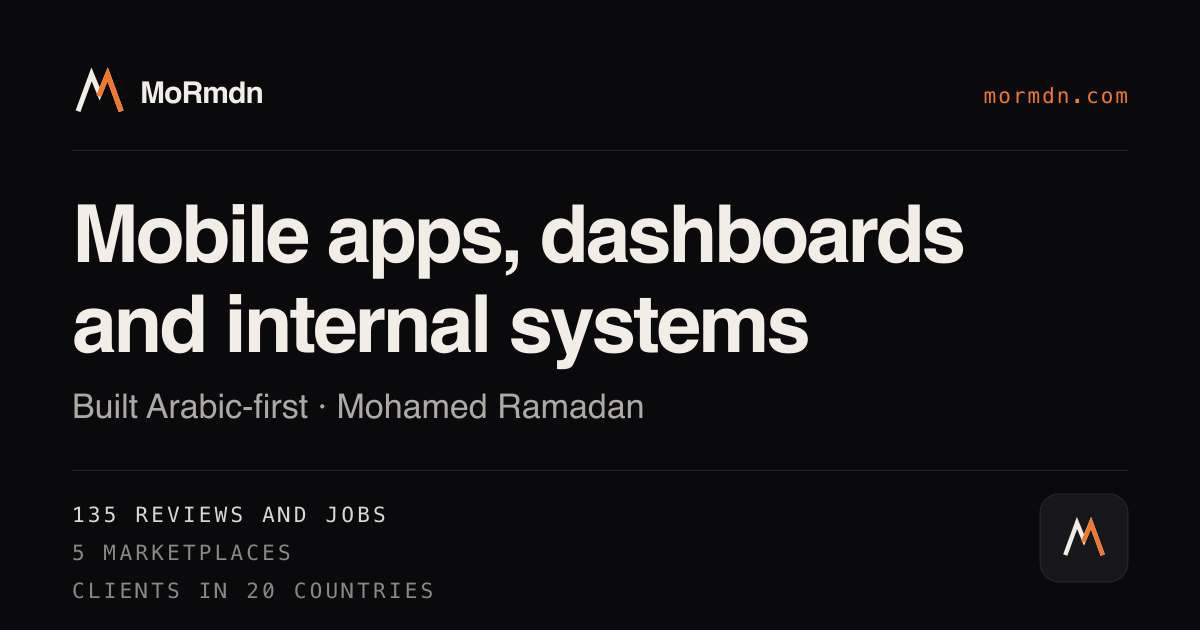 MoRmdn
mormdn.com
Mobile apps, dashboards
and internal systems
Built Arabic-first · Mohamed Ramadan
135 REVIEWS AND JOBS
5 MARKETPLACES
CLIENTS IN 20 COUNTRIES